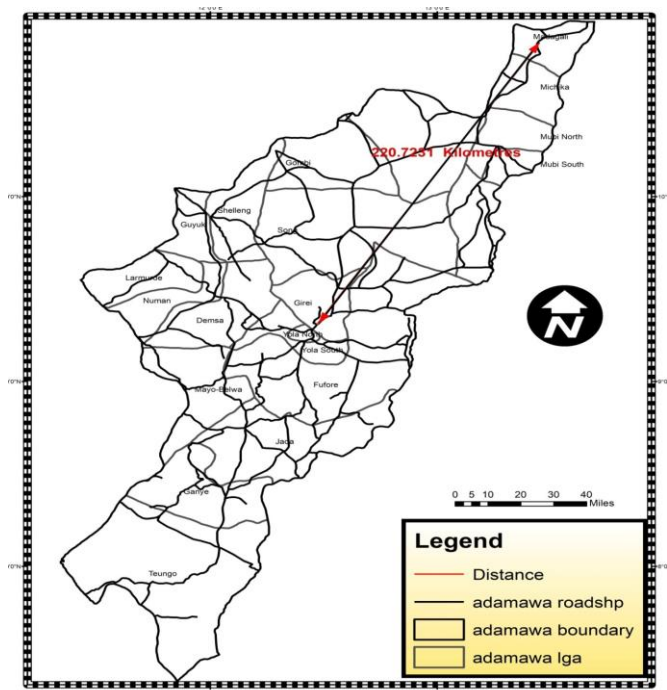 Madagali
Michika
Mubi North
220.7231 Kilometres
Mubi South
Gombi
Shelleng
Guyuk
Song
Larmurde
Numan
Girei
Demsa
Yola North
Yola South
Mayo-Belwa
Fufore
Jada
Ganye
Teungo
N
0 5 10 20 30 40
Miles
Legend
Distance
adamawa roadshp
adamawa boundary
adamawa lga